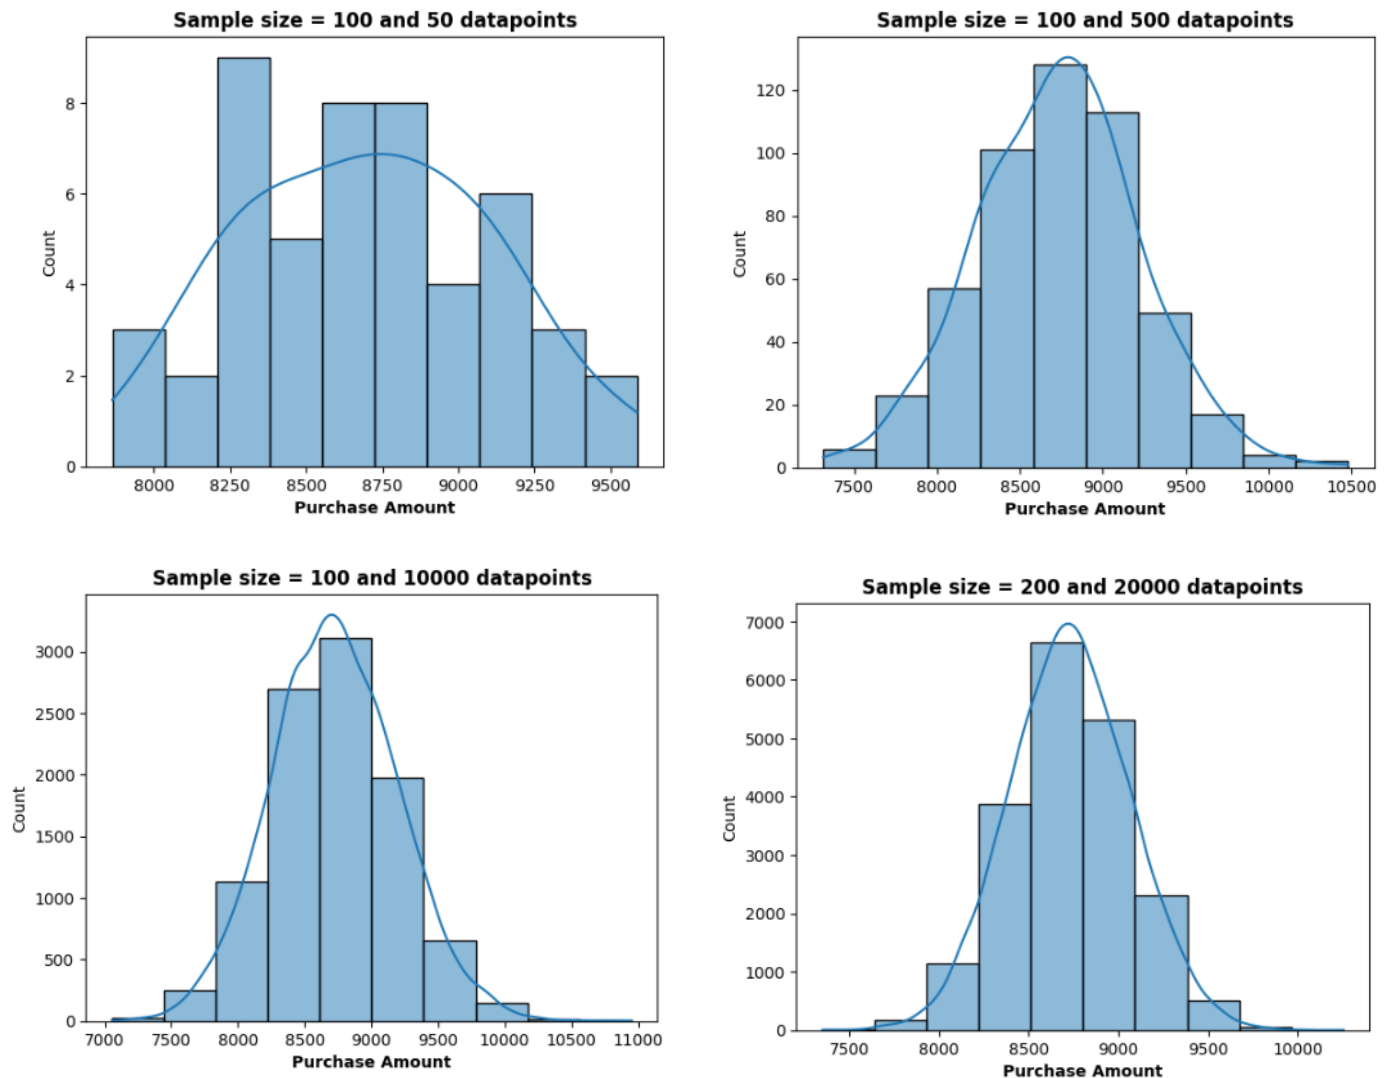 Sample size = 100 and 50 datapoints
Count
8
6
4
2
0
8000 8250 8500 8750 9000 9250 9500
Purchase Amount
Sample size = 100 and 500 datapoints
Count
120
100
80
60
40
20
0
7500 8000 8500 9000 9500 10000 10500
Purchase Amount
Sample size = 100 and 10000 datapoints
Count
3000
2500
2000
1500
1000
500
0
7000 7500 8000 8500 9000 9500 10000 10500 11000
Purchase Amount
Sample size = 200 and 20000 datapoints
Count
7000
6000
5000
4000
3000
2000
1000
0
7500 8000 8500 9000 9500 10000
Purchase Amount